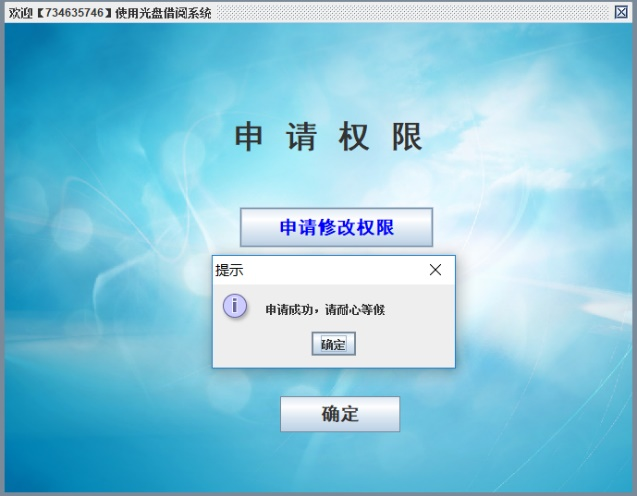 欢迎【734635746】使用光盘借阅系统
申 请 权 限
申请修改权限
提示
申请成功，请耐心等候
确定
确定